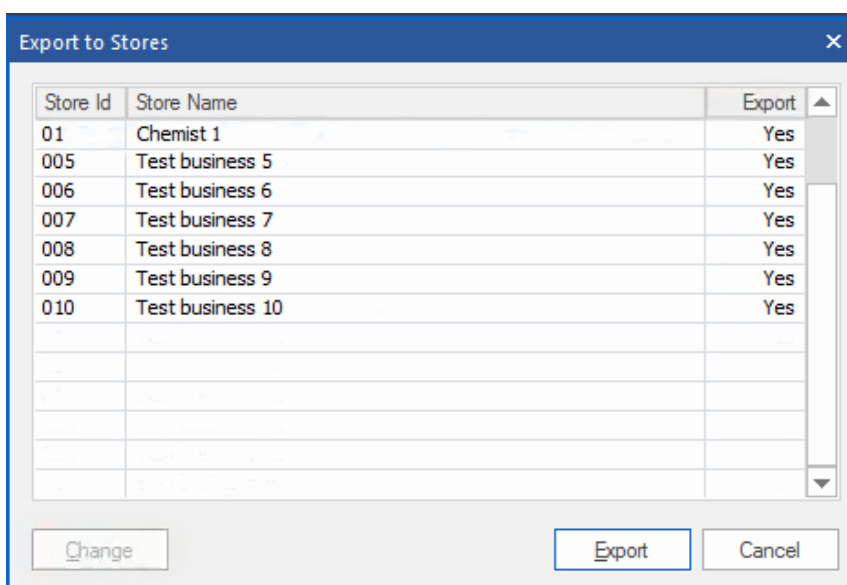 Export to Stores
Store Id Store Name Export
01 Chemist 1 Yes
005 Test business 5 Yes
006 Test business 6 Yes
007 Test business 7 Yes
008 Test business 8 Yes
009 Test business 9 Yes
010 Test business 10 Yes
Change Export Cancel